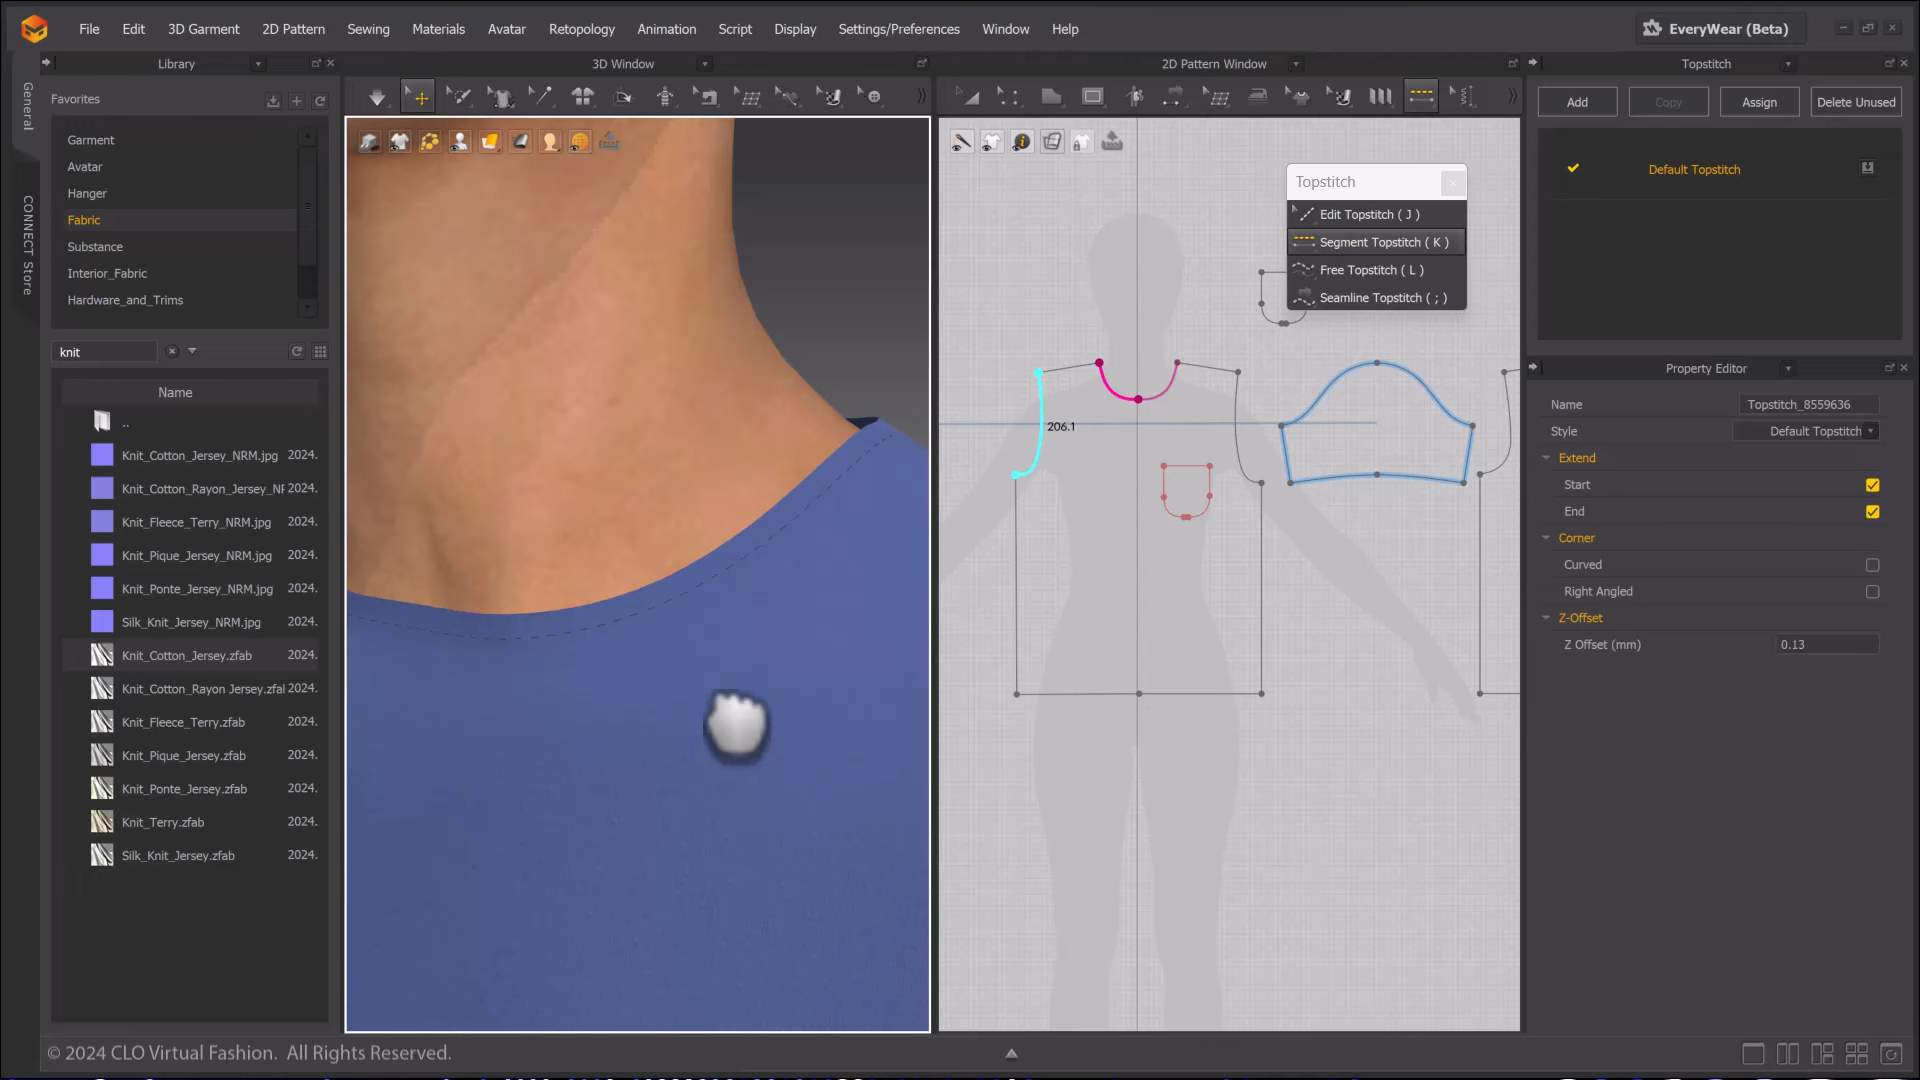 File Edit 3D Garment 2D Pattern Sewing Materials Avatar Retopology Animation Script Display Settings/Preferences Window Help EveryWear (Beta)
Library 3D Window 2D Pattern Window Topstitch
General
CONNECT Store
Favorites
Garment
Avatar
Hanger
Fabric
Substance
Interior_Fabric
Hardware_and_Trims
knit
Name
..
Knit_Cotton_Jersey_NRM.jpg 2024.
Knit_Cotton_Rayon_Jersey_NF 2024.
Knit_Fleece_Terry_NRM.jpg 2024.
Knit_Pique_Jersey_NRM.jpg 2024.
Knit_Ponte_Jersey_NRM.jpg 2024.
Silk_Knit_Jersey_NRM.jpg 2024.
Knit_Cotton_Jersey.zfab 2024.
Knit_Cotton_Rayon Jersey.zfal 2024.
Knit_Fleece_Terry.zfab 2024.
Knit_Pique_Jersey.zfab 2024.
Knit_Ponte_Jersey.zfab 2024.
Knit_Terry.zfab 2024.
Silk_Knit_Jersey.zfab 2024.
Topstitch
Edit Topstitch ( J )
Segment Topstitch ( K )
Free Topstitch ( L )
Seamline Topstitch ( ; )
206.1
Add Copy Assign Delete Unused
Default Topstitch
Property Editor
Name Topstitch_8559636
Style Default Topstitch
Extend
Start
End
Corner
Curved
Right Angled
Z-Offset
Z Offset (mm) 0.13
© 2024 CLO Virtual Fashion. All Rights Reserved.